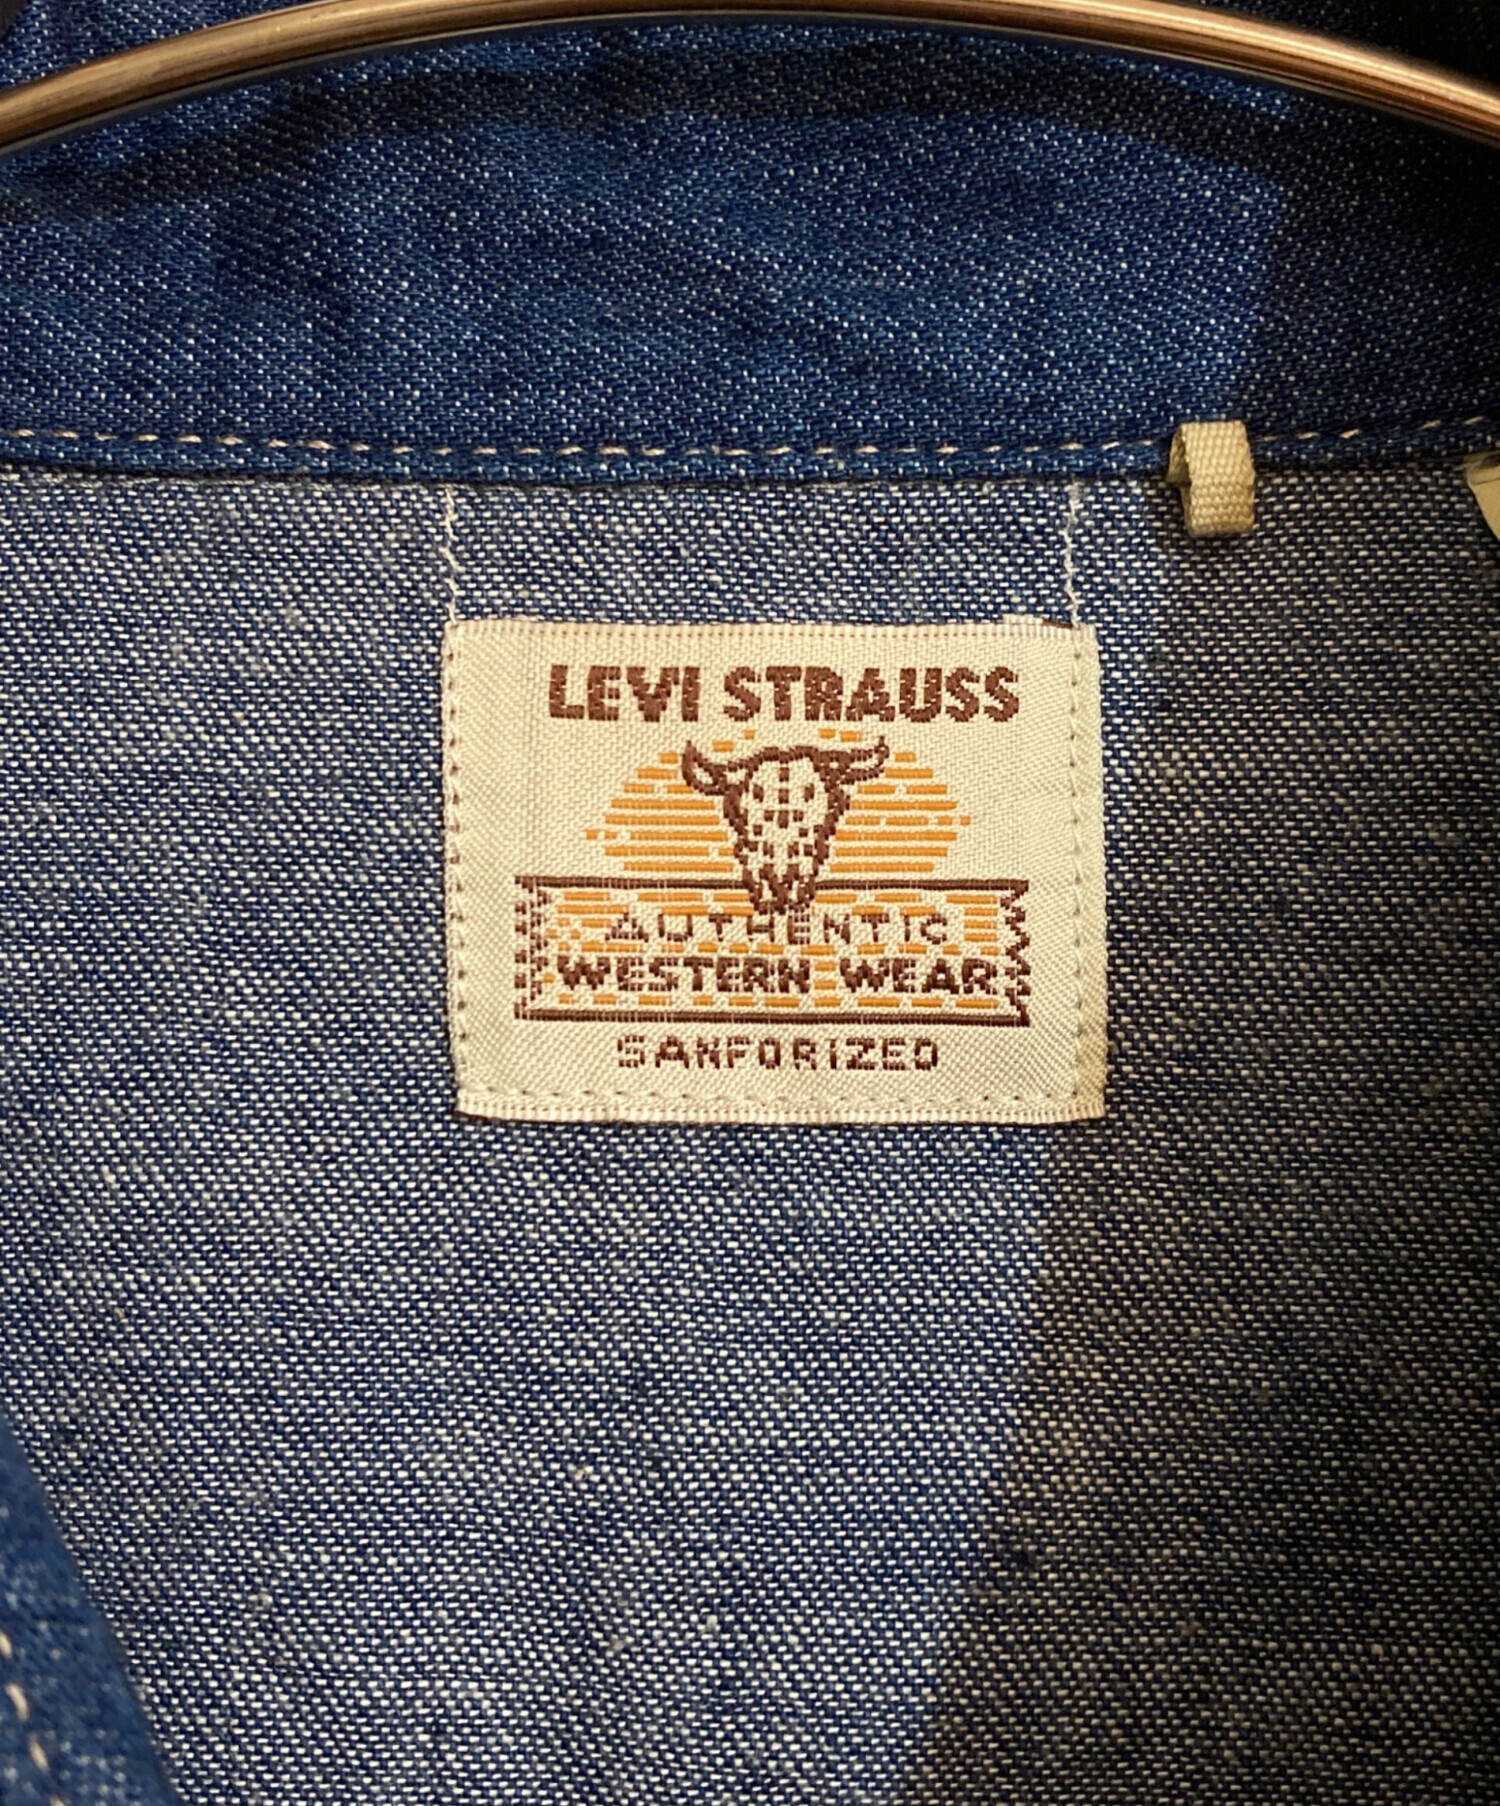 LEVI STRAUSS
AUTHENTIC
WESTERN WEAR
SANFORIZED